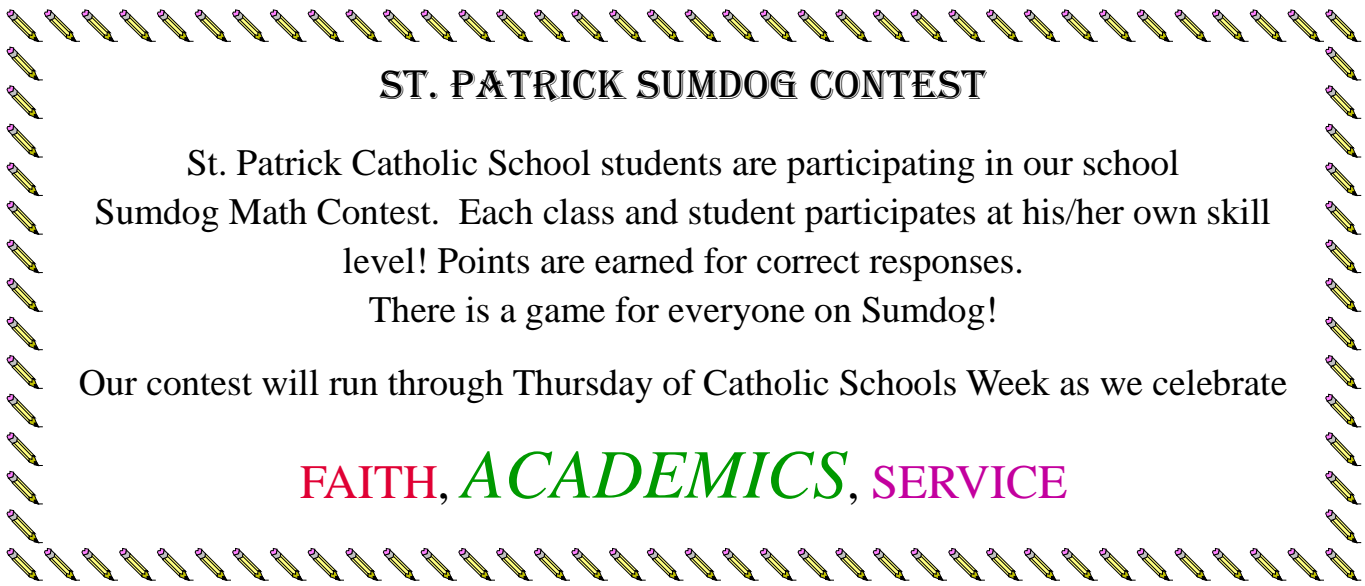 ST. PATRICK SUMDOG CONTEST
St. Patrick Catholic School students are participating in our school
Sumdog Math Contest.  Each class and student participates at his/her own skill
level! Points are earned for correct responses.
There is a game for everyone on Sumdog!
Our contest will run through Thursday of Catholic Schools Week as we celebrate
FAITH, ACADEMICS, SERVICE